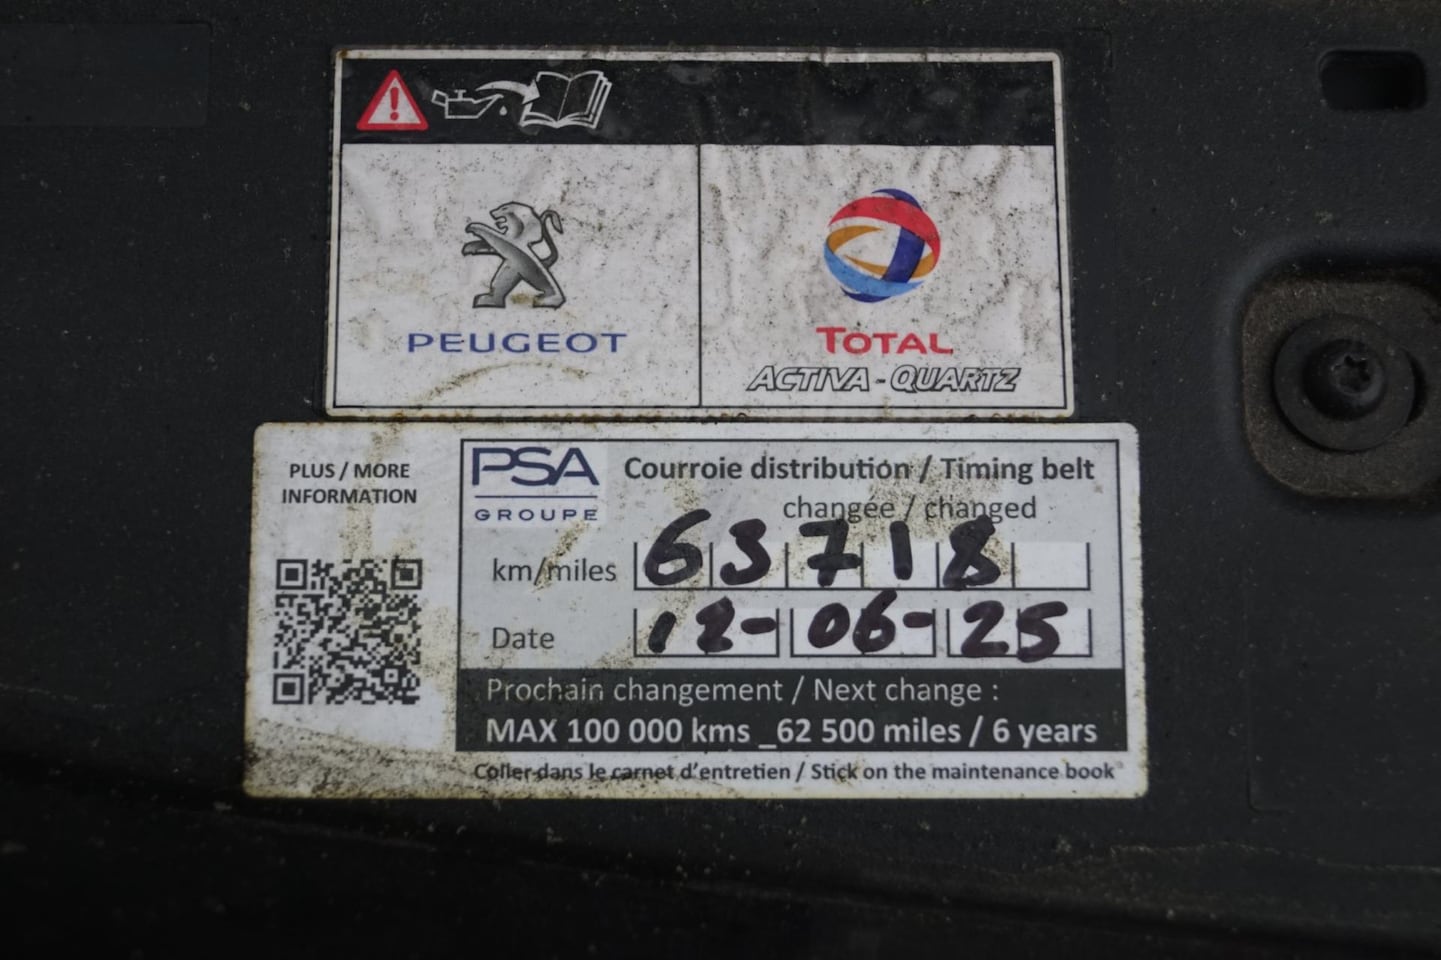 PEUGEOT
TOTAL
ACTIVA-QUARTZ
PLUS / MORE
INFORMATION
PSA
GROUPE
Courroie distribution / Timing belt
changée / changed
km/miles 63718
Date 12-06-25
Prochain changement / Next change :
MAX 100 000 kms _62 500 miles / 6 years
Coller dans le carnet d'entretien / Stick on the maintenance book